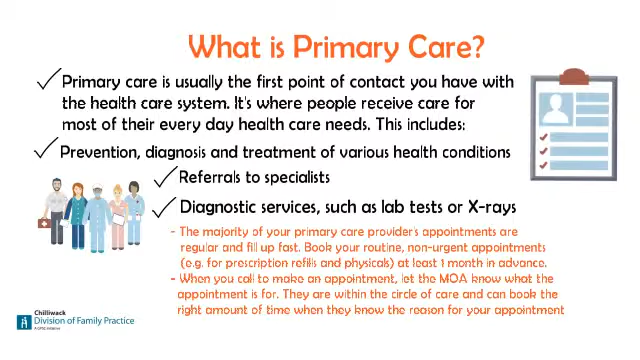 What is Primary Care?
Primary care is usually the first point of contact you have with
the health care system. It's where people receive care for
most of their every day health care needs. This includes:
Prevention, diagnosis and treatment of various health conditions
Referrals to specialists
Diagnostic services, such as lab tests or X-rays
- The majority of your primary care provider's appointments are
regular and fill up fast. Book your routine, non-urgent appointments
(e.g. for prescription refills and physicals) at least 1 month in advance.
- When you call to make an appointment, let the MOA know what the
appointment is for. They are within the circle of care and can book the
right amount of time when they know the reason for your appointment
Chilliwack
Division of Family Practice
A GPSC initiative